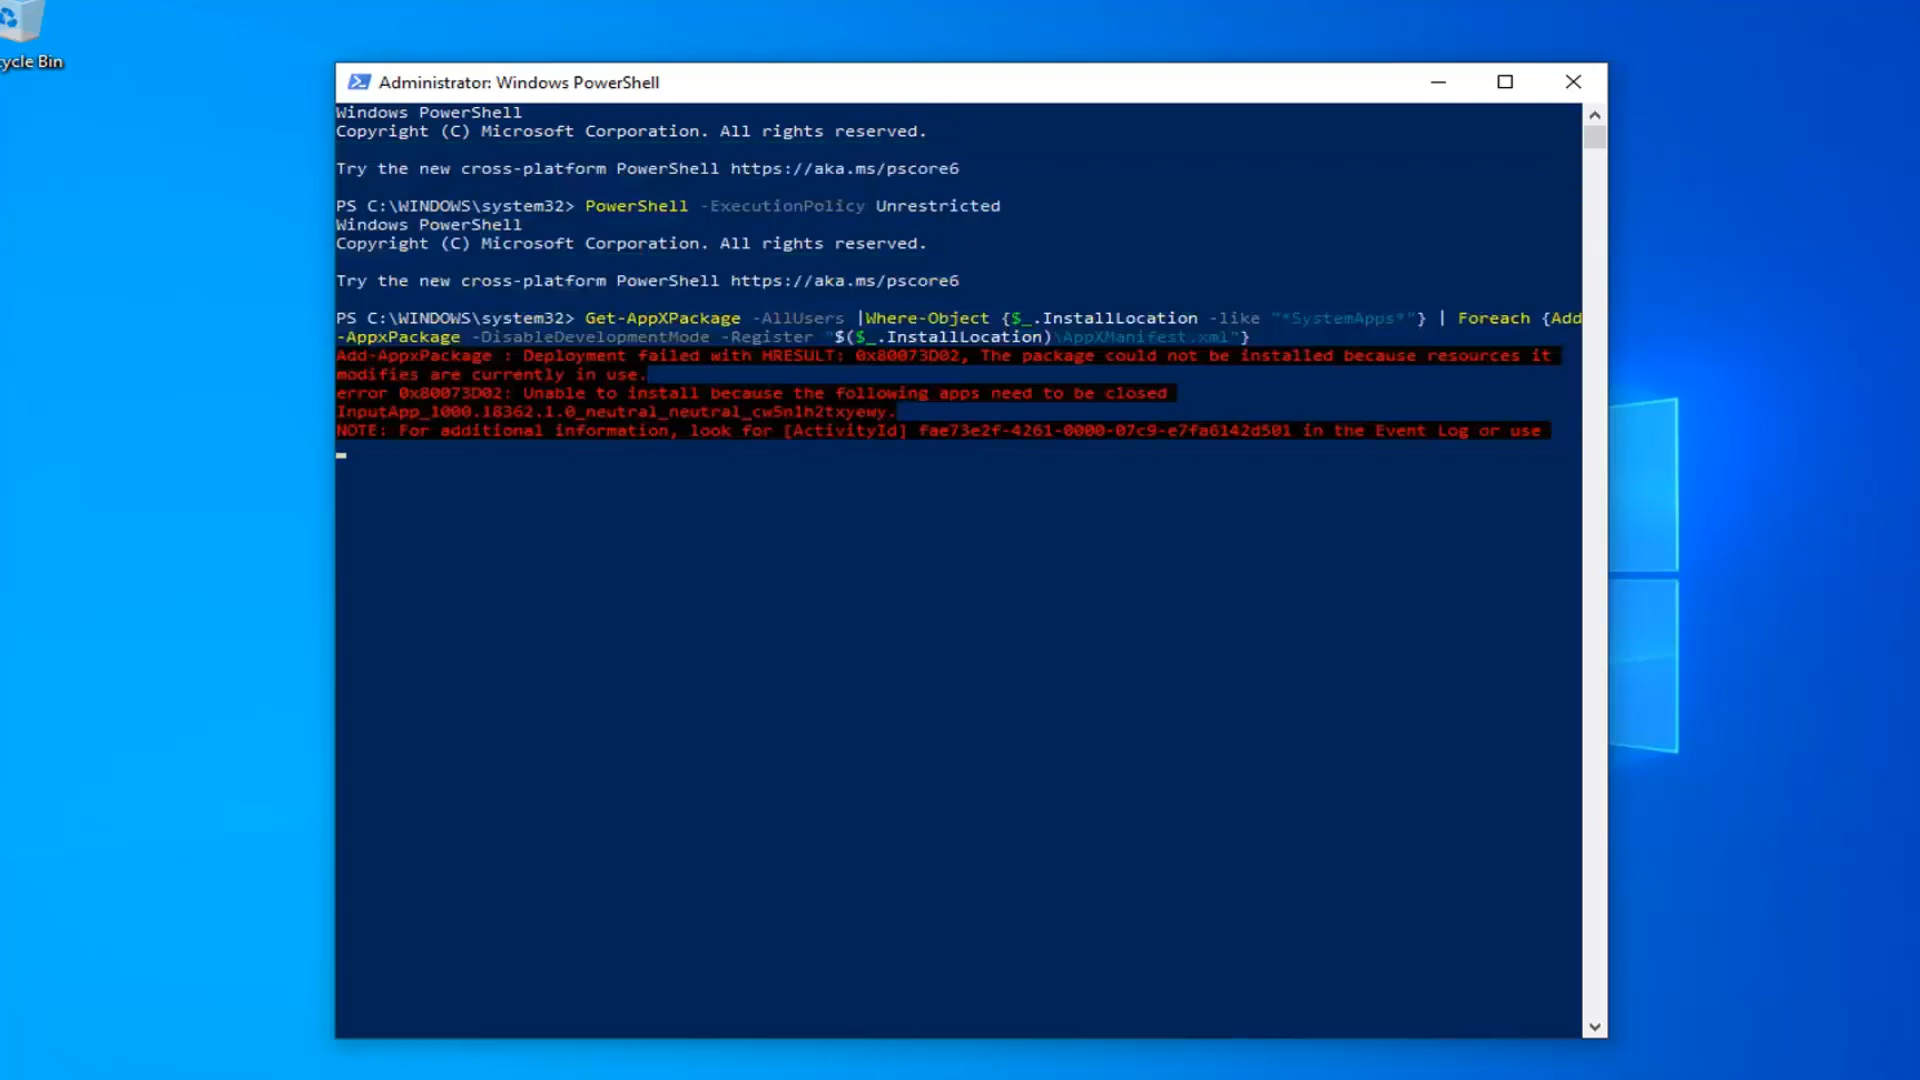 cycle Bin
Administrator: Windows PowerShell
Windows PowerShell
Copyright (C) Microsoft Corporation. All rights reserved.
Try the new cross-platform PowerShell https://aka.ms/pscore6
PS C:\WINDOWS\system32> PowerShell -ExecutionPolicy Unrestricted
Windows PowerShell
Copyright (C) Microsoft Corporation. All rights reserved.
Try the new cross-platform PowerShell https://aka.ms/pscore6
PS C:\WINDOWS\system32> Get-AppXPackage -AllUsers |Where-Object {$_.InstallLocation -like "*SystemApps*"} | Foreach {Add
-AppxPackage -DisableDevelopmentMode -Register "$($_.InstallLocation)\AppXManifest.xml"}
Add-AppxPackage : Deployment failed with HRESULT: 0x80073D02, The package could not be installed because resources it
modifies are currently in use.
error 0x80073D02: Unable to install because the following apps need to be closed
InputApp_1000.18362.1.0_neutral_neutral_cw5n1h2txyewy.
NOTE: For additional information, look for [ActivityId] fae73e2f-4261-0000-07c9-e7fa6142d501 in the Event Log or use